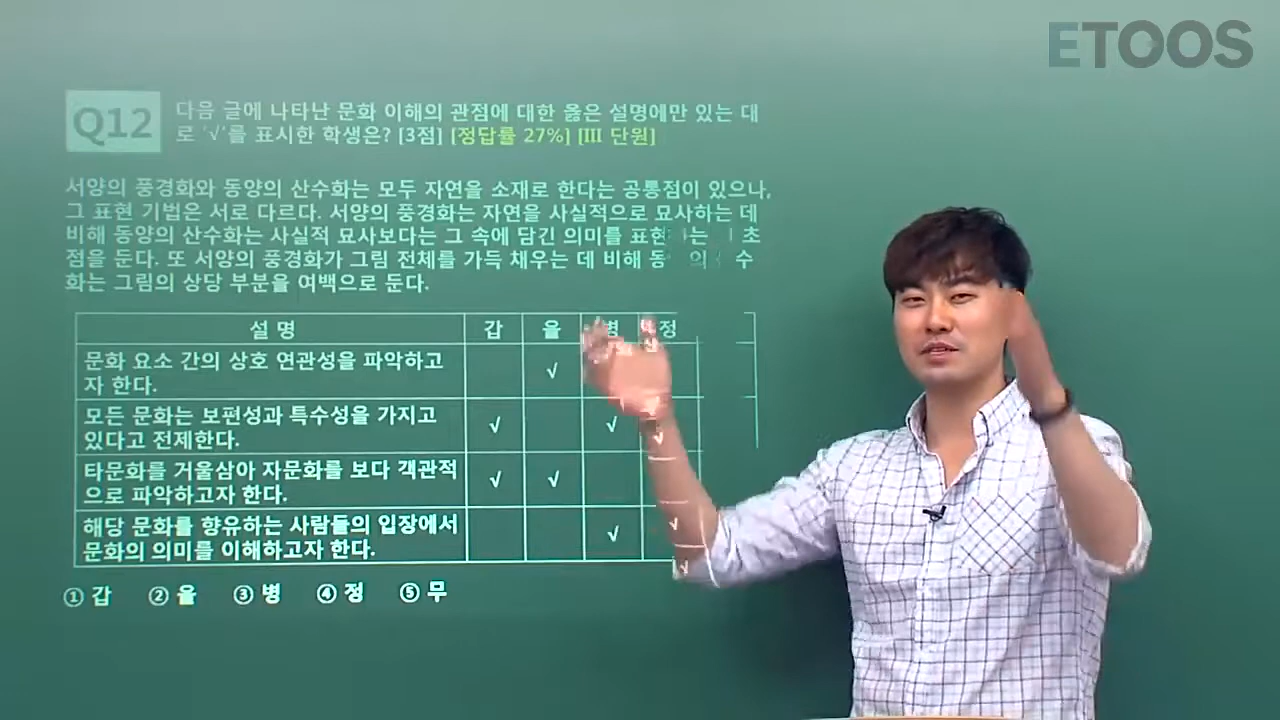 ETOOS
Q12 다음 글에 나타난 문화 이해의 관점에 대한 옳은 설명에만 있는 대
로 '√'를 표시한 학생은? [3점] [정답률 27%] [III 단원]
서양의 풍경화와 동양의 산수화는 모두 자연을 소재로 한다는 공통점이 있으나,
그 표현 기법은 서로 다르다. 서양의 풍경화는 자연을 사실적으로 묘사하는 데
비해 동양의 산수화는 사실적 묘사보다는 그 속에 담긴 의미를 표현 는 초
점을 둔다. 또 서양의 풍경화가 그림 전체를 가득 채우는 데 비해 동 의 수
화는 그림의 상당 부분을 여백으로 둔다.
설 명 갑 을 병 정
문화 요소 간의 상호 연관성을 파악하고 √
자 한다.
모든 문화는 보편성과 특수성을 가지고 √ √ √
있다고 전제한다.
타문화를 거울삼아 자문화를 보다 객관적 √ √
으로 파악하고자 한다.
해당 문화를 향유하는 사람들의 입장에서 √ √
문화의 의미를 이해하고자 한다.
① 갑 ② 을 ③ 병 ④ 정 ⑤ 무